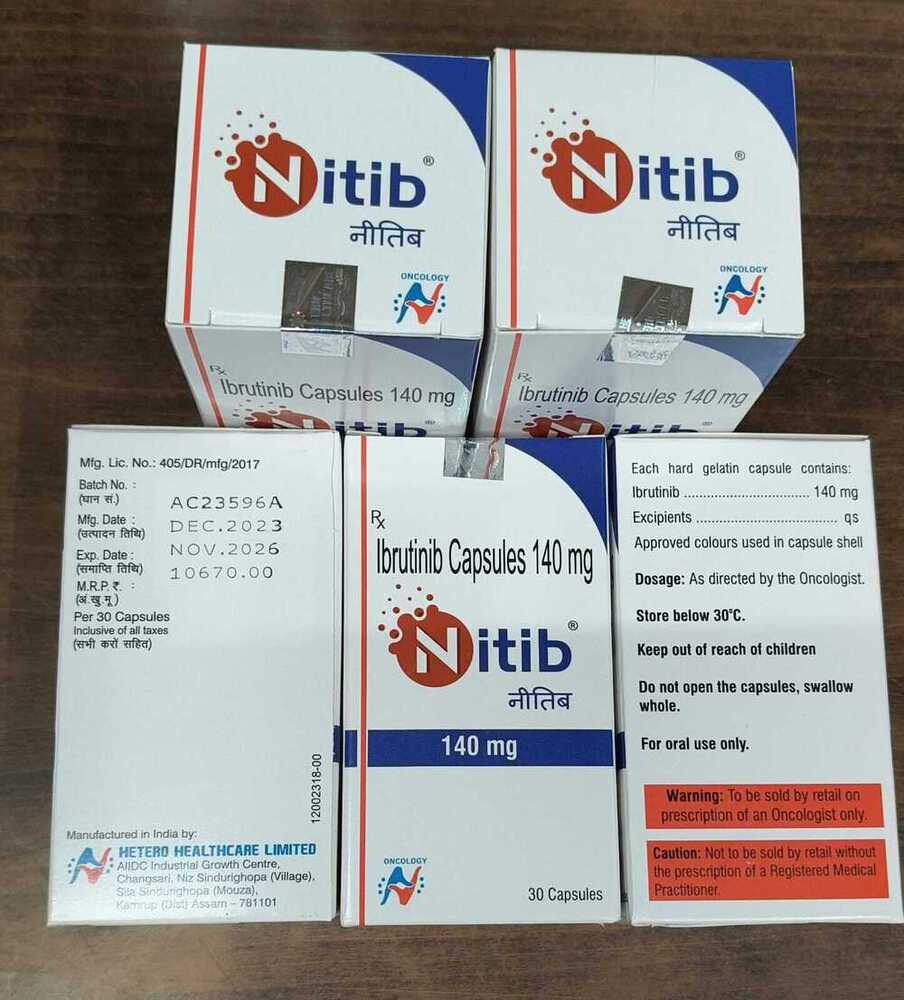 Nitib®
नीतिब
ONCOLOGY
Rx
Ibrutinib Capsules 140 mg
Nitib®
Nitib®
नीतिब
ONCOLOGY
Rx
Ibrutinib Capsules 140 mg
Nitib®
Mfg. Lic. No.: 405/DR/mfg/2017
Batch No. :
(घान सं.)
AC23596A
Mfg. Date :
(उत्पादन तिथि)
DEC.2023
Exp. Date :
(समाप्ति तिथि)
NOV.2026
M.R.P. ₹. :
(अ.खु.मू.)
10670.00
Per 30 Capsules
Inclusive of all taxes
(सभी करों सहित)
12002318-00
Manufactured in India by:
HETERO HEALTHCARE LIMITED
AIIDC Industrial Growth Centre,
Changsari, Niz Sindurighopa (Village),
Sila Sindurighopa (Mouza),
Kamrup (Dist) Assam – 781101
Rx
Ibrutinib Capsules 140 mg
Nitib®
नीतिब
140 mg
ONCOLOGY
30 Capsules
Each hard gelatin capsule contains:
Ibrutinib .............................. 140 mg
Excipients .................................. qs
Approved colours used in capsule shell
Dosage: As directed by the Oncologist.
Store below 30°C.
Keep out of reach of children
Do not open the capsules, swallow
whole.
For oral use only.
Warning: To be sold by retail on
prescription of an Oncologist only.
Caution: Not to be sold by retail without
the prescription of a Registered Medical
Practitioner.